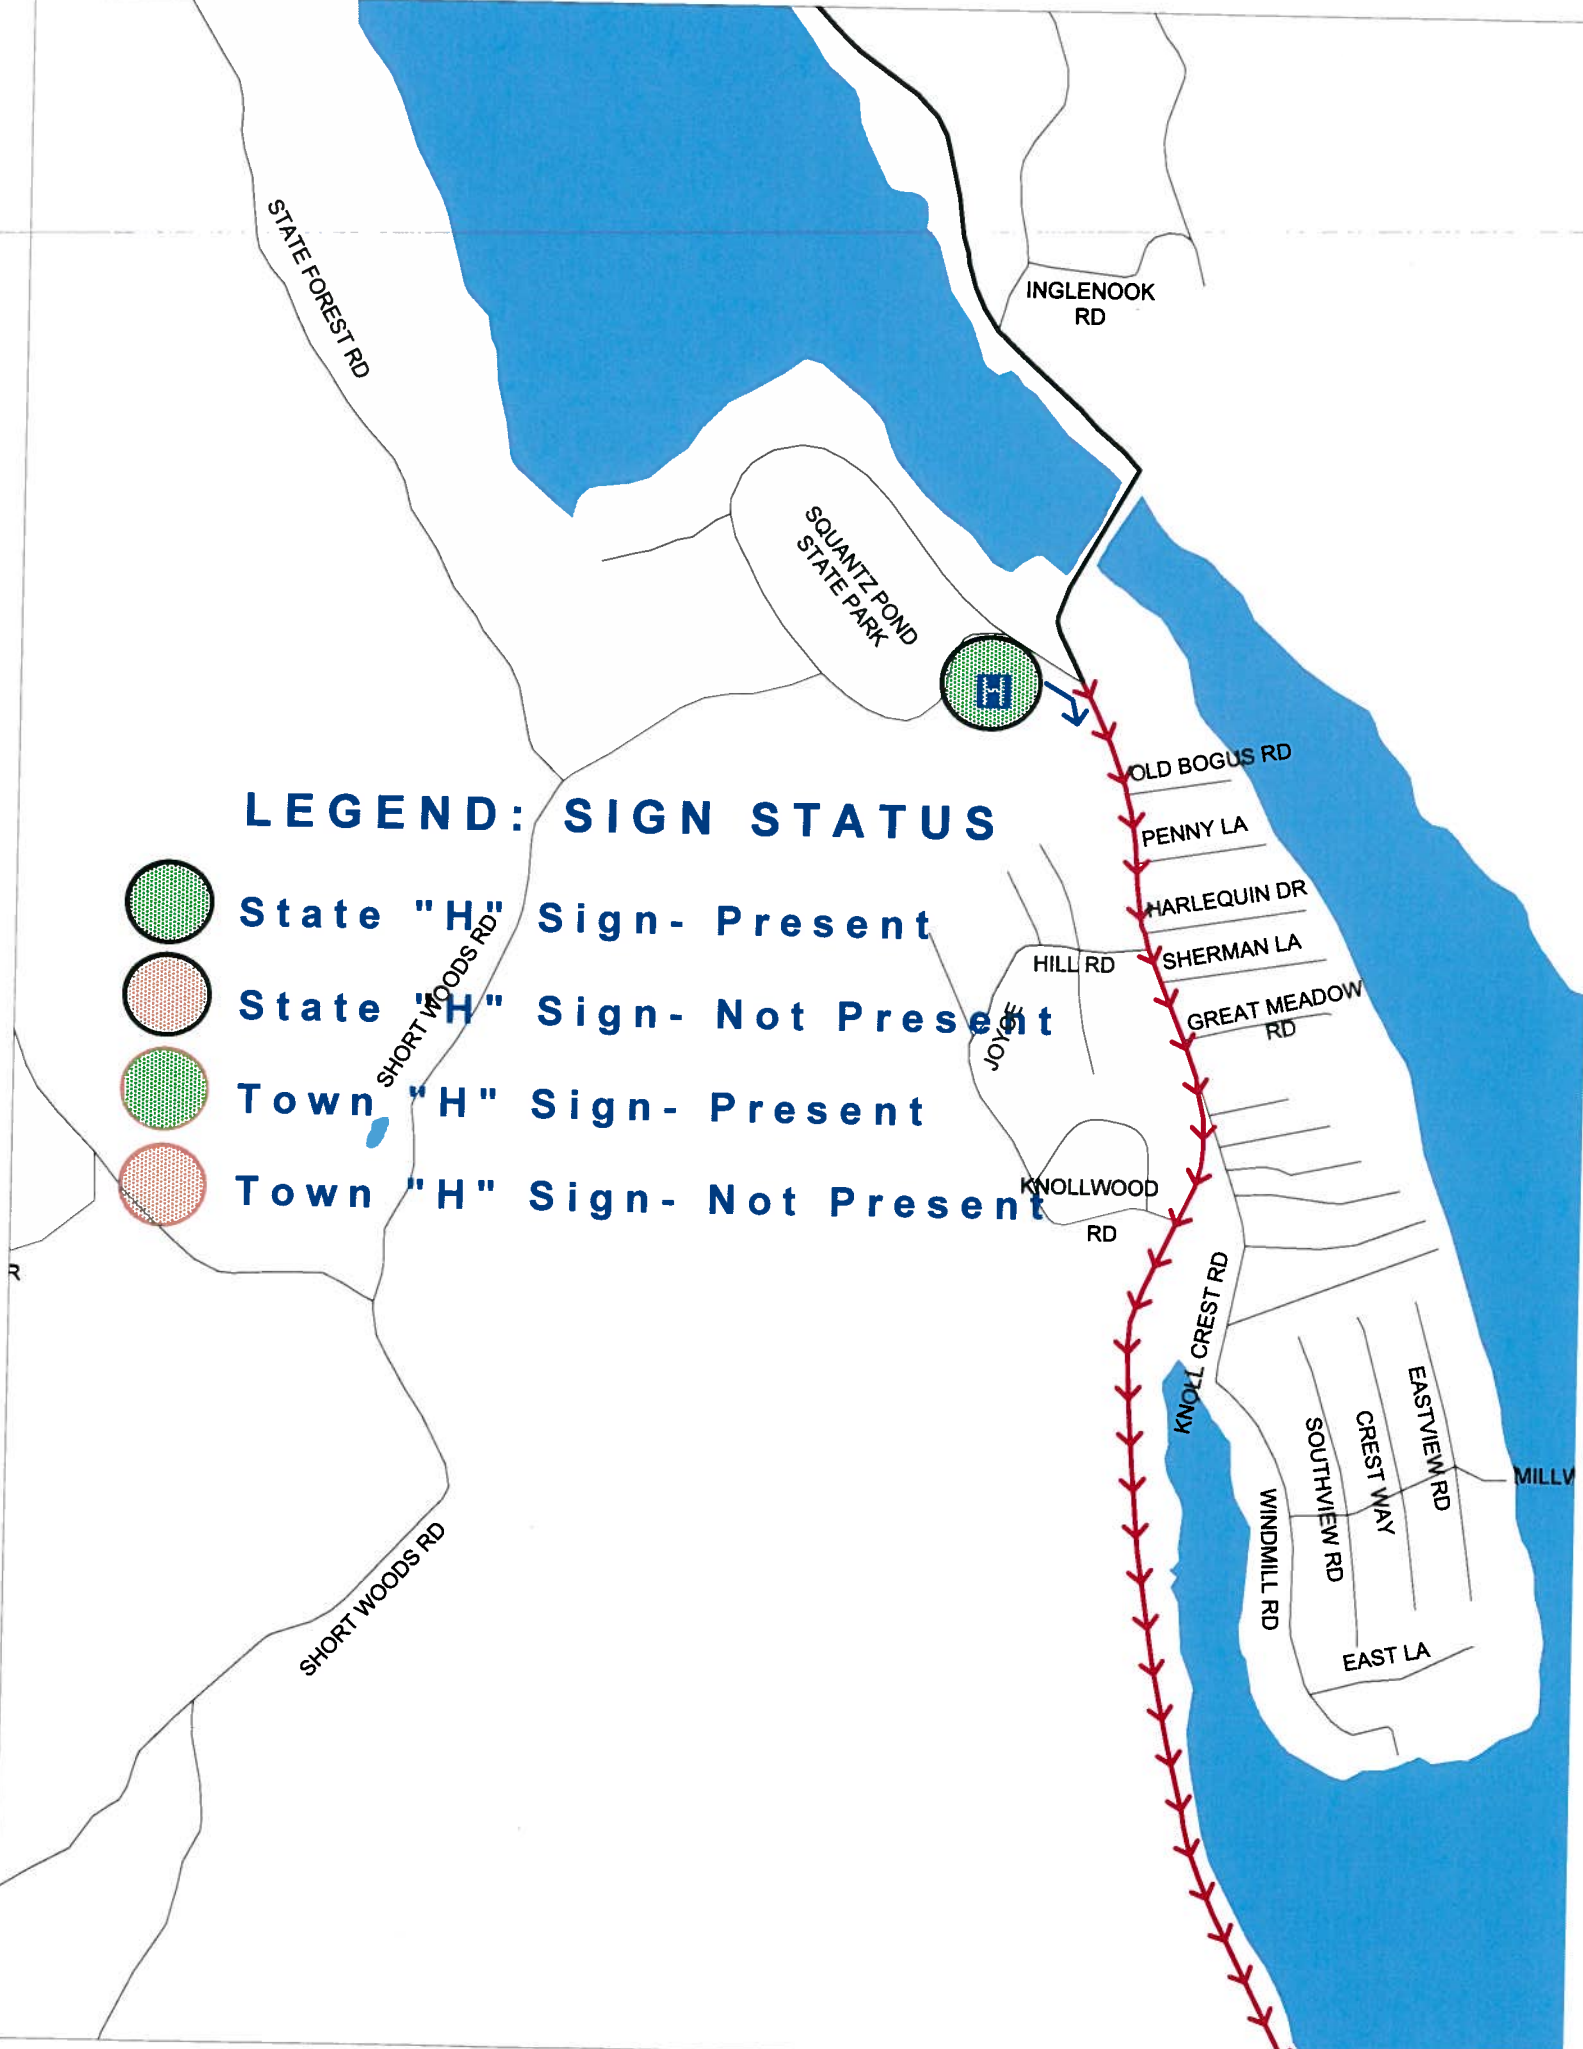 STATE FOREST RD
INGLENOOK
RD
SQUANTZ POND
STATE PARK
H
OLD BOGUS RD
LEGEND: SIGN STATUS
PENNY LA
State "H" Sign- Present
HARLEQUIN DR
SHERMAN LA
HILL RD
SHORT WOODS RD
State "H" Sign- Not Present
GREAT MEADOW
RD
JOYCE
Town "H" Sign- Present
Town "H" Sign- Not Present
KNOLLWOOD
RD
R
KNOLL CREST RD
EASTVIEW RD
CREST WAY
SOUTHVIEW RD
MILLW
WINDMILL RD
SHORT WOODS RD
EAST LA